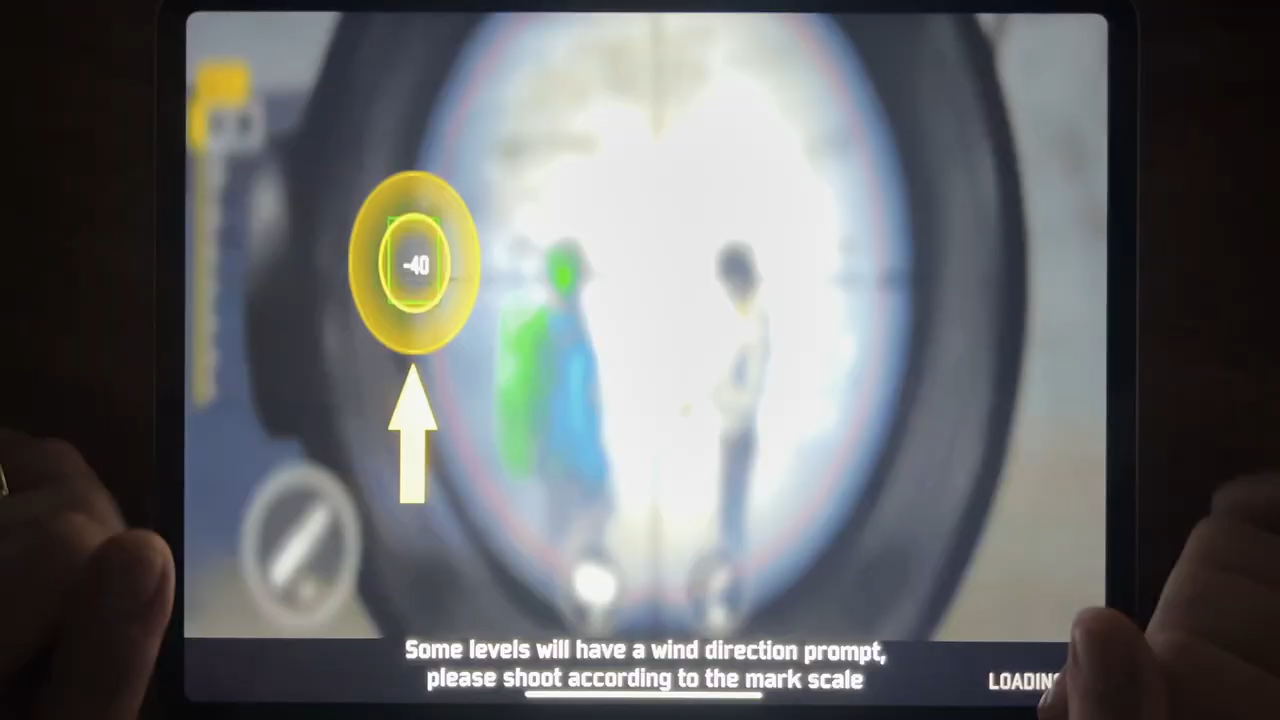 -40
Some levels will have a wind direction prompt,
please shoot according to the mark scale
LOADING